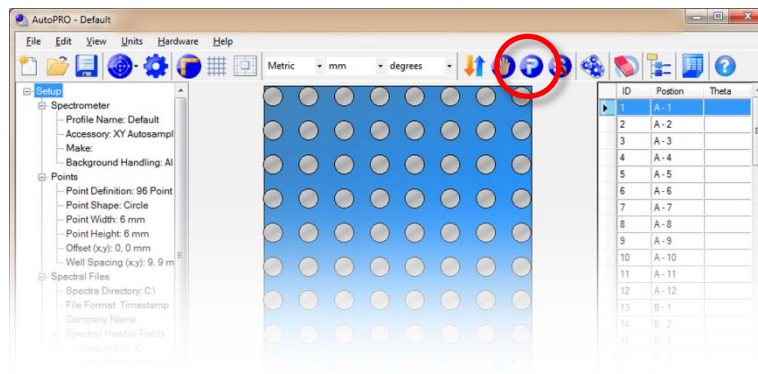 AutoPRO - Default
File Edit View Units Hardware Help
Metric mm degrees
Setup
Spectrometer
Profile Name: Default
Accessory: XY Autosampl
Make:
Background Handling: Al
Points
Point Definition: 96 Point
Point Shape: Circle
Point Width: 6 mm
Point Height: 6 mm
Offset (x,y): 0, 0 mm
Well Spacing (x,y): 9, 9 m
Spectral Files
Spectra Directory: C:\
File Format: Timestamp
Company Name:
Spectral Header Fields
ID Postion Theta
1 A - 1
2 A - 2
3 A - 3
4 A - 4
5 A - 5
6 A - 6
7 A - 7
8 A - 8
9 A - 9
10 A - 10
11 A - 11
12 A - 12
13 B - 1
14 B - 2
15 B - 3